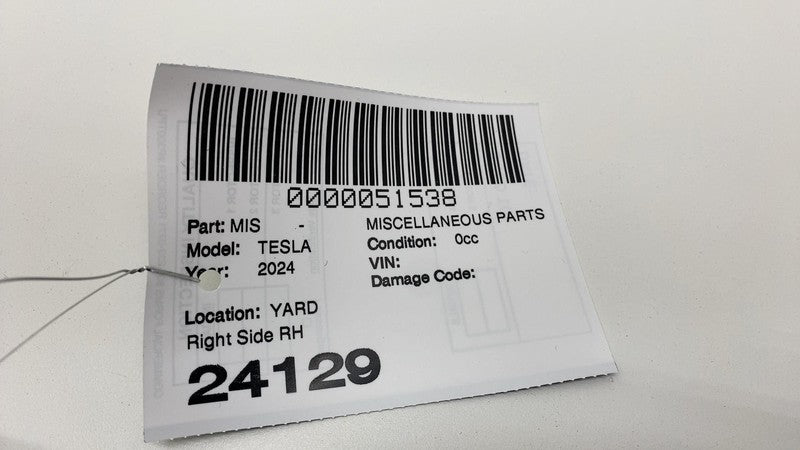 0000051538
Part: MIS - MISCELLANEOUS PARTS
Model: TESLA Condition: 0cc
Year: 2024 VIN:
Damage Code:
Location: YARD
Right Side RH
24129